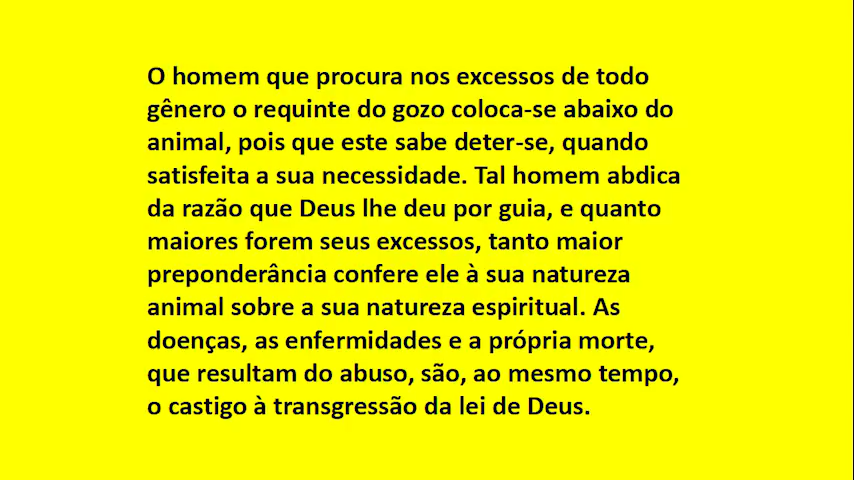 O homem que procura nos excessos de todo
gênero o requinte do gozo coloca-se abaixo do
animal, pois que este sabe deter-se, quando
satisfeita a sua necessidade. Tal homem abdica
da razão que Deus lhe deu por guia, e quanto
maiores forem seus excessos, tanto maior
preponderância confere ele à sua natureza
animal sobre a sua natureza espiritual. As
doenças, as enfermidades e a própria morte,
que resultam do abuso, são, ao mesmo tempo,
o castigo à transgressão da lei de Deus.